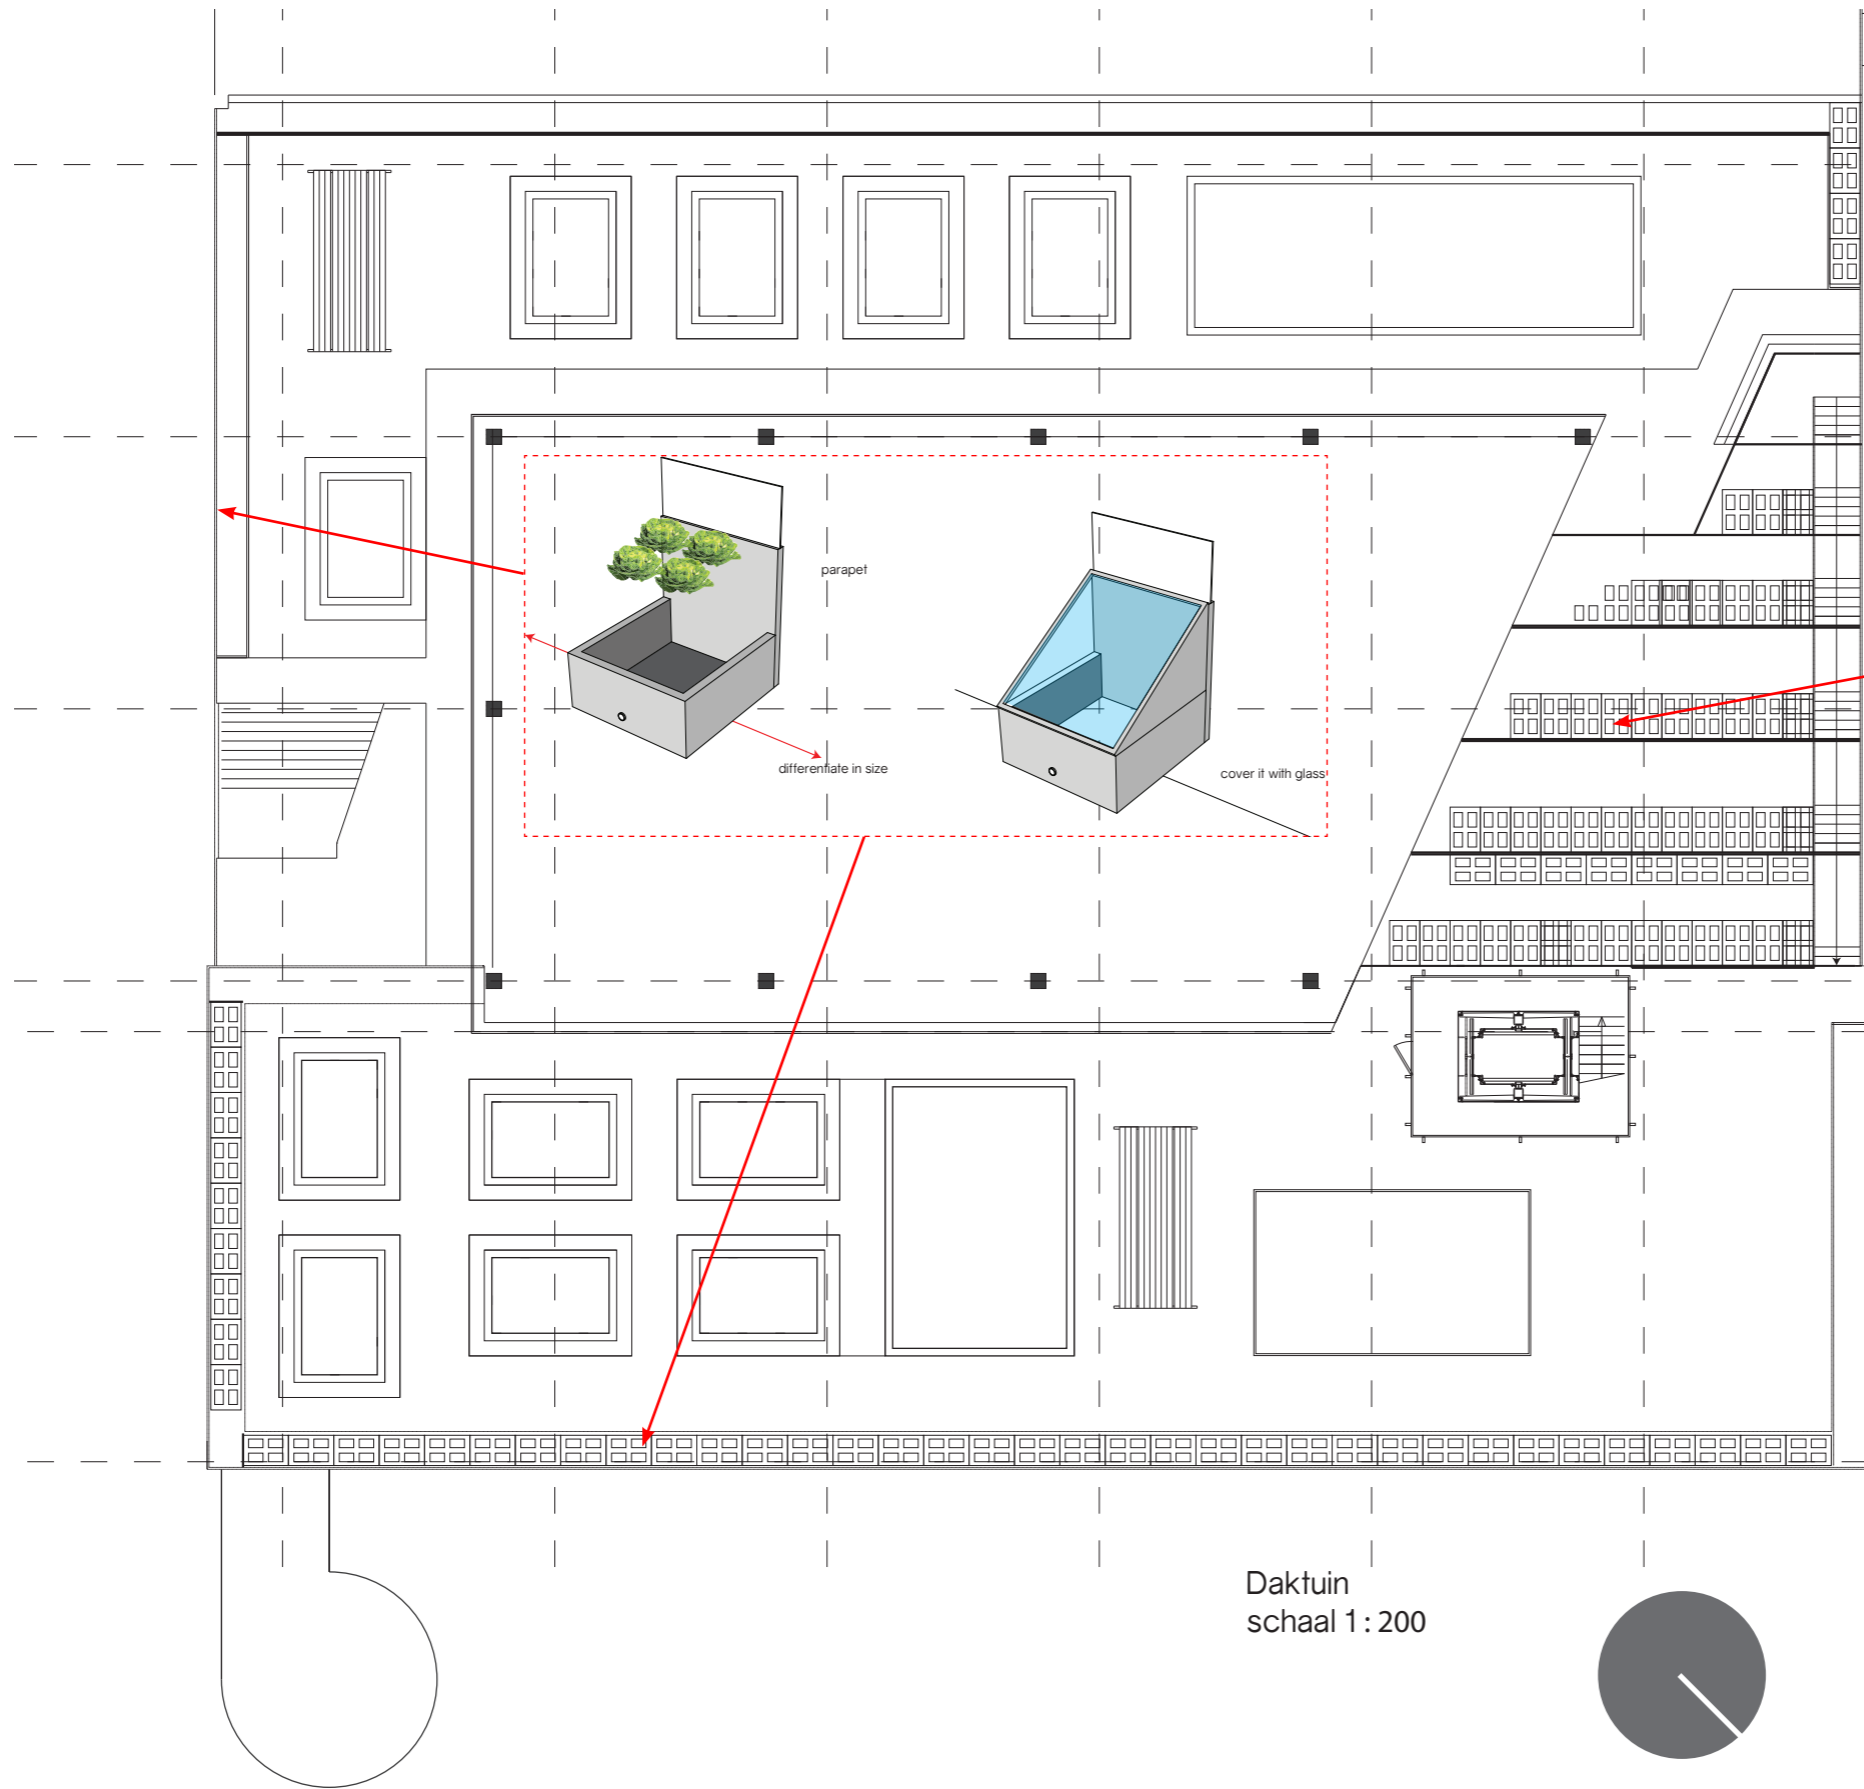 parapet
differentiate in size
cover it with glass
Daktuin
schaal 1 : 200